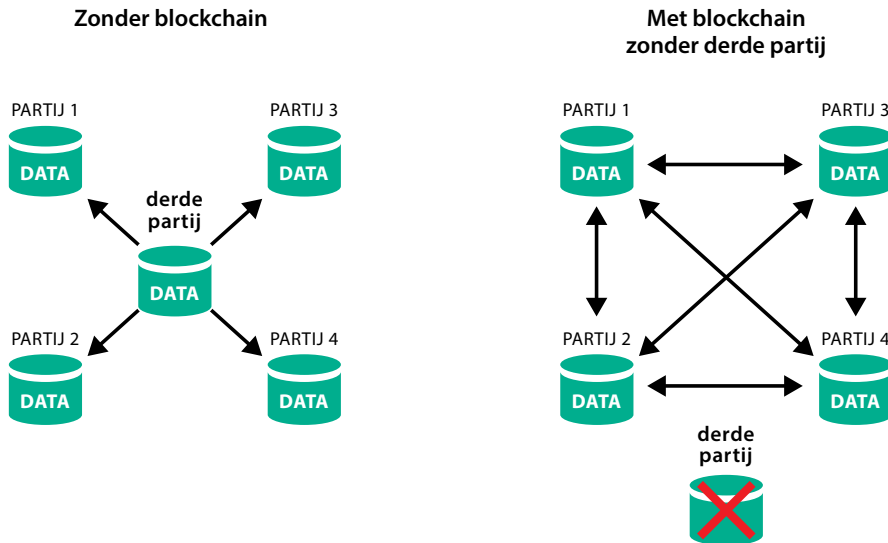 Zonder blockchain
PARTIJ 1
DATA
PARTIJ 3
DATA
derde
partij
DATA
PARTIJ 2
DATA
PARTIJ 4
DATA
Met blockchain
zonder derde partij
PARTIJ 1
DATA
PARTIJ 3
DATA
PARTIJ 2
DATA
PARTIJ 4
DATA
derde
partij